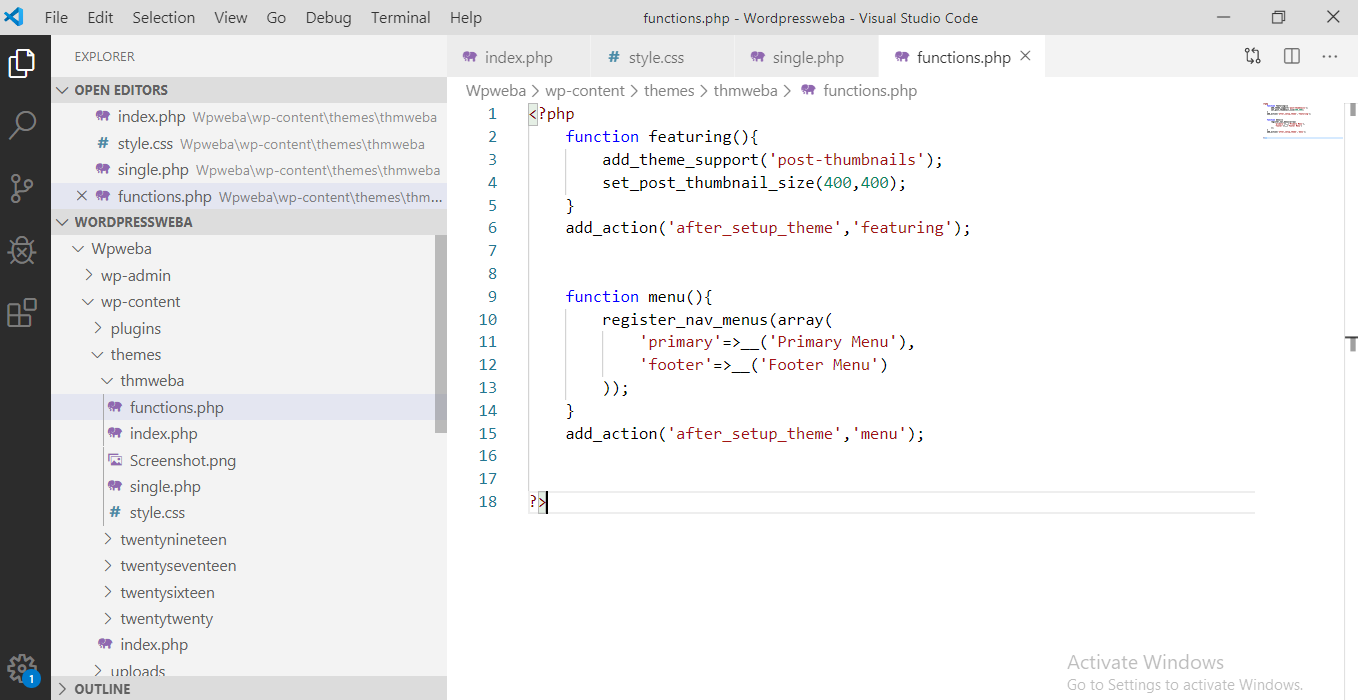 File Edit Selection View Go Debug Terminal Help
functions.php - Wordpressweba - Visual Studio Code
EXPLORER
OPEN EDITORS
index.php Wpweba\wp-content\themes\thmweba
# style.css Wpweba\wp-content\themes\thmweba
single.php Wpweba\wp-content\themes\thmweba
functions.php Wpweba\wp-content\themes\thm...
WORDPRESSWEBA
Wpweba
wp-admin
wp-content
plugins
themes
thmweba
functions.php
index.php
Screenshot.png
single.php
# style.css
twentynineteen
twentyseventeen
twentysixteen
twentytwenty
index.php
uploads
OUTLINE
1
index.php # style.css single.php functions.php
Wpweba > wp-content > themes > thmweba > functions.php
1 <?php
2 function featuring(){
3 add_theme_support('post-thumbnails');
4 set_post_thumbnail_size(400,400);
5 }
6 add_action('after_setup_theme','featuring');
7
8
9 function menu(){
10 register_nav_menus(array(
11 'primary'=>__('Primary Menu'),
12 'footer'=>__('Footer Menu')
13 ));
14 }
15 add_action('after_setup_theme','menu');
16
17
18 ?>
Activate Windows
Go to Settings to activate Windows.